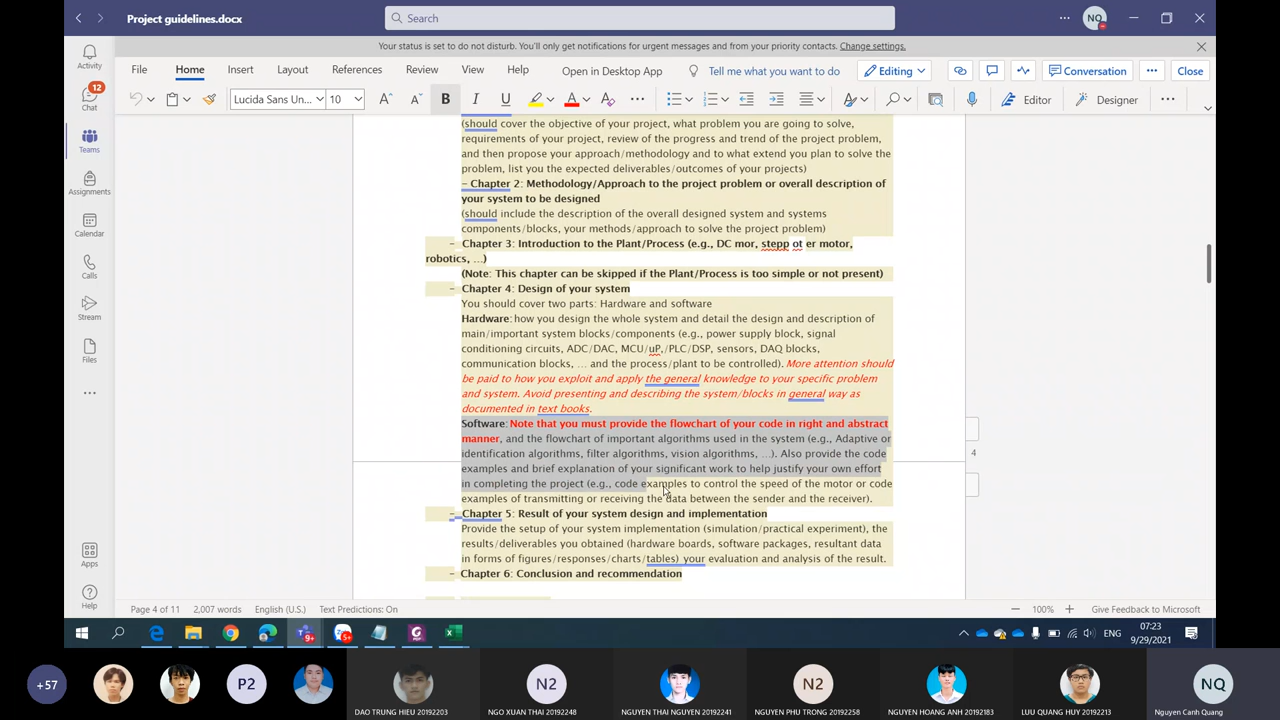 Project guidelines.docx
Search
NQ
Your status is set to do not disturb. You'll only get notifications for urgent messages and from your priority contacts. Change settings.
File Home Insert Layout References Review View Help Open in Desktop App Tell me what you want to do Editing Conversation Close
Lucida Sans Un... 10 B I U A Editor Designer
Activity
12
Chat
Teams
Assignments
Calendar
Calls
Stream
Files
Apps
Help
(should cover the objective of your project, what problem you are going to solve,
requirements of your project, review of the progress and trend of the project problem,
and then propose your approach/methodology and to what extend you plan to solve the
problem, list you the expected deliverables/outcomes of your projects)
- Chapter 2: Methodology/Approach to the project problem or overall description of
your system to be designed
(should include the description of the overall designed system and systems
components/blocks, your methods/approach to solve the project problem)
- Chapter 3: Introduction to the Plant/Process (e.g., DC mor, stepp ot er motor,
robotics, ...)
(Note: This chapter can be skipped if the Plant/Process is too simple or not present)
- Chapter 4: Design of your system
You should cover two parts: Hardware and software
Hardware: how you design the whole system and detail the design and description of
main/important system blocks/components (e.g., power supply block, signal
conditioning circuits, ADC/DAC, MCU/uP,/PLC/DSP, sensors, DAQ blocks,
communication blocks, ... and the process/plant to be controlled). More attention should
be paid to how you exploit and apply the general knowledge to your specific problem
and system. Avoid presenting and describing the system/blocks in general way as
documented in text books.
Software: Note that you must provide the flowchart of your code in right and abstract
manner, and the flowchart of important algorithms used in the system (e.g., Adaptive or
identification algorithms, filter algorithms, vision algorithms, ...). Also provide the code
examples and brief explanation of your significant work to help justify your own effort
in completing the project (e.g., code examples to control the speed of the motor or code
examples of transmitting or receiving the data between the sender and the receiver).
- Chapter 5: Result of your system design and implementation
Provide the setup of your system implementation (simulation/practical experiment), the
results/deliverables you obtained (hardware boards, software packages, resultant data
in forms of figures/responses/charts/tables) your evaluation and analysis of the result.
- Chapter 6: Conclusion and recommendation
4
Page 4 of 11 2,007 words English (U.S.) Text Predictions: On 100% Give Feedback to Microsoft
9+ 5+ ENG
07:23
9/29/2021
+57 P2 N2 N2 NQ
DAO TRUNG HIEU 20192203 NGO XUAN THAI 20192248 NGUYEN THAI NGUYEN 20192241 NGUYEN PHU TRONG 20192258 NGUYEN HOANG ANH 20192183 LUU QUANG HUY 20192213 Nguyen Canh Quang